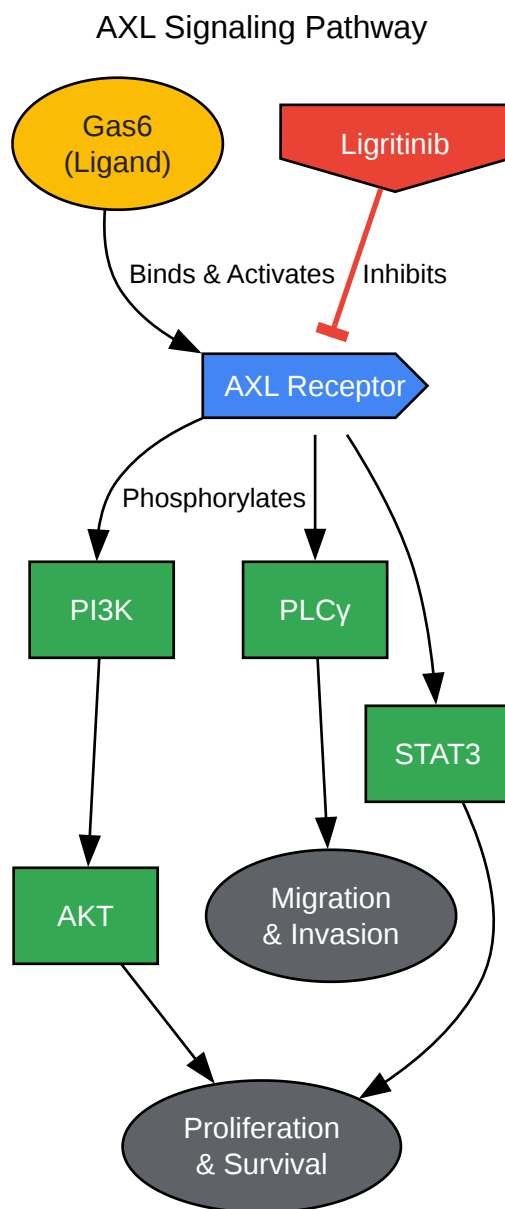 AXL Signaling Pathway
Gas6
(Ligand)
Ligritinib
Binds & Activates
Inhibits
AXL Receptor
Phosphorylates
PI3K
PLCγ
STAT3
AKT
Migration
& Invasion
Proliferation
& Survival